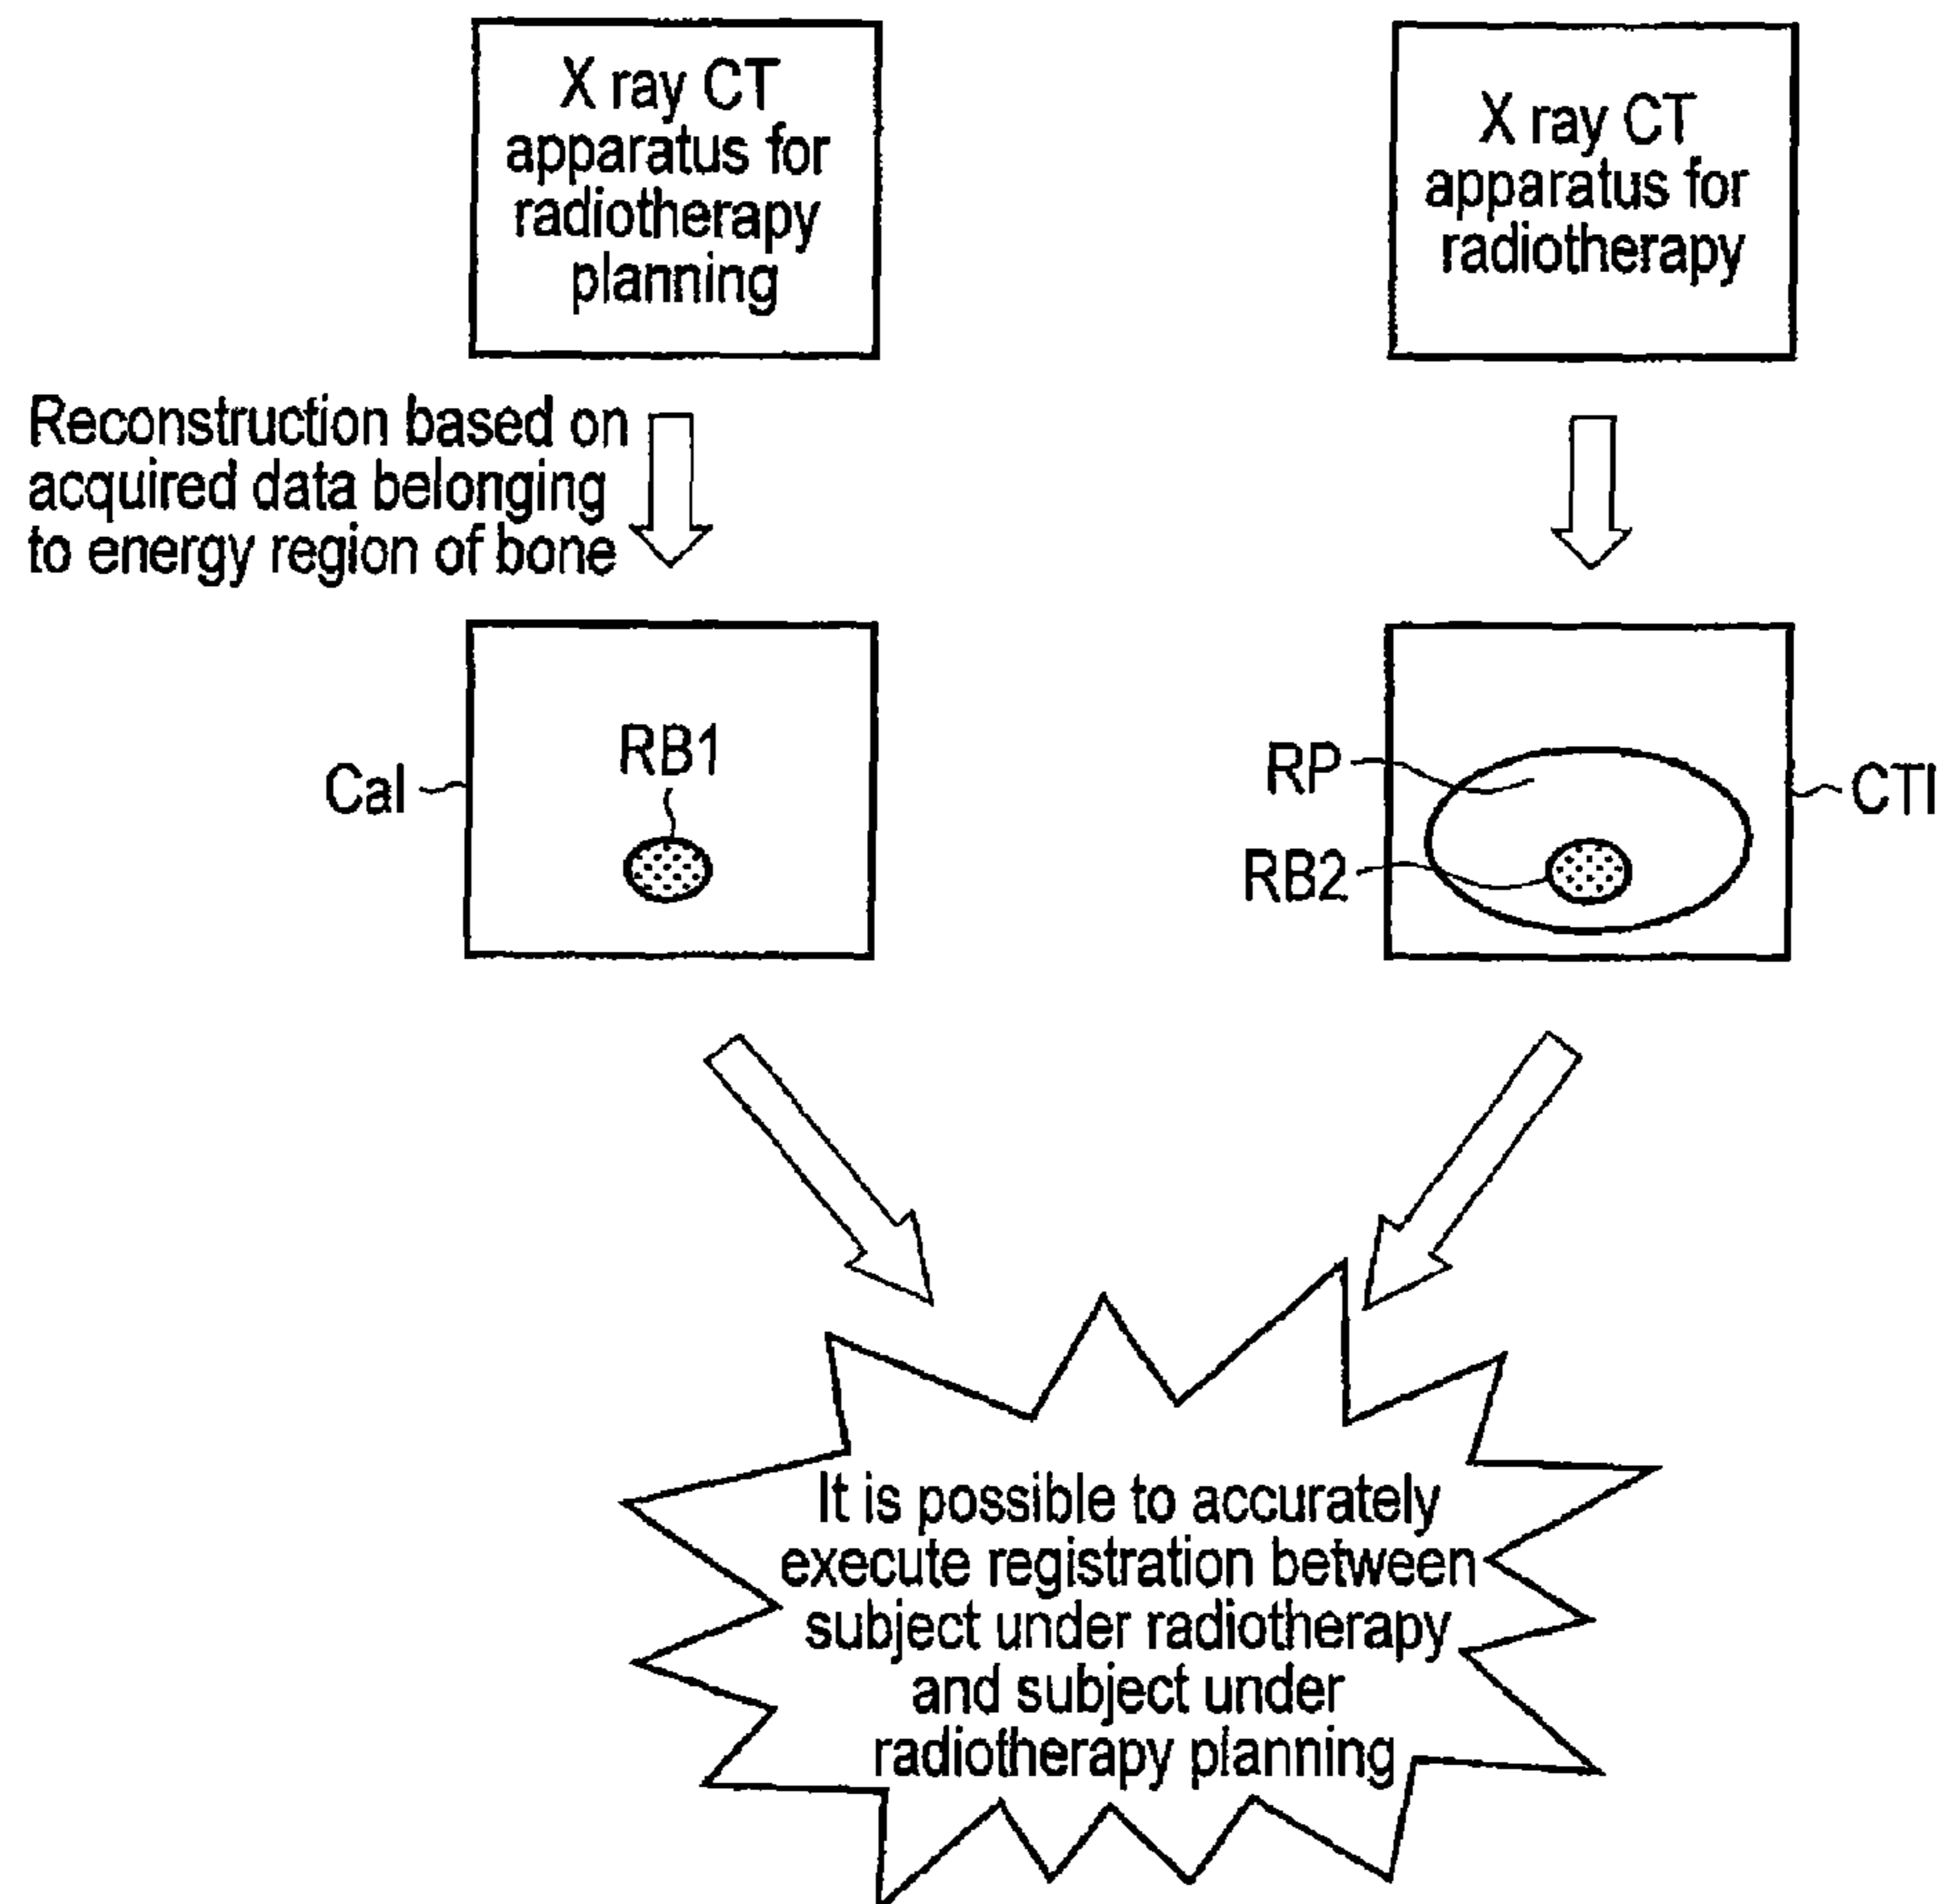 X ray CT
apparatus for
radiotherapy
planning
X ray CT
apparatus for
radiotherapy
Reconstruction based on
acquired data belonging
to energy region of bone
CaI
RB1
RP
RB2
CTI
It is possible to accurately
execute registration between
subject under radiotherapy
and subject under
radiotherapy planning